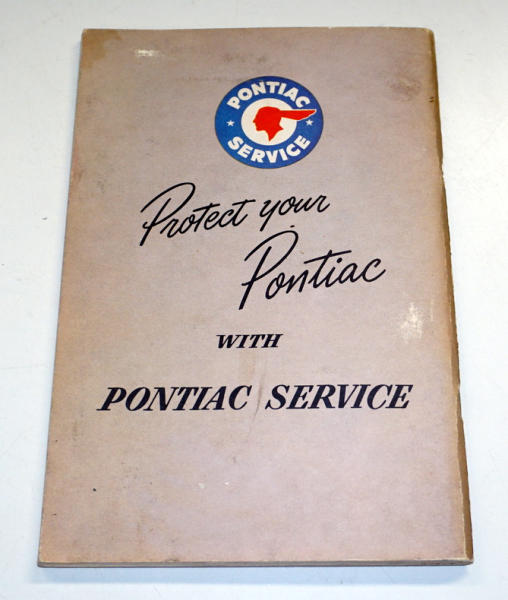 PONTIAC
SERVICE
Protect your
Pontiac
WITH
PONTIAC SERVICE